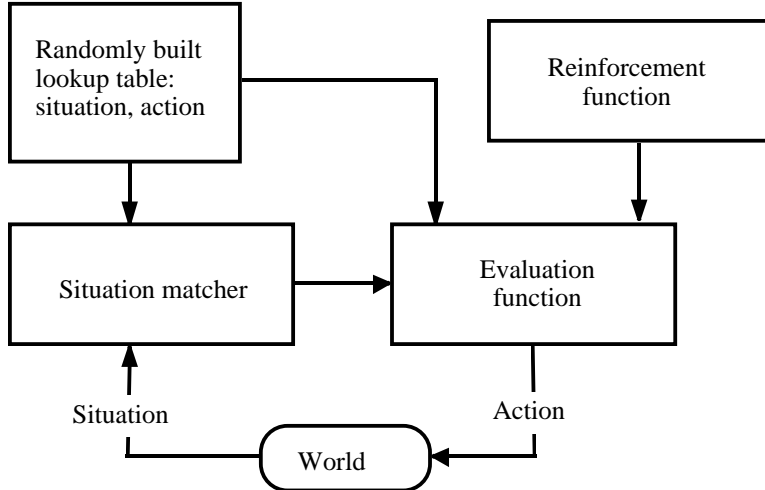 Randomly built
lookup table:
situation, action
Reinforcement
function
Situation matcher
Evaluation
function
Situation
Action
World